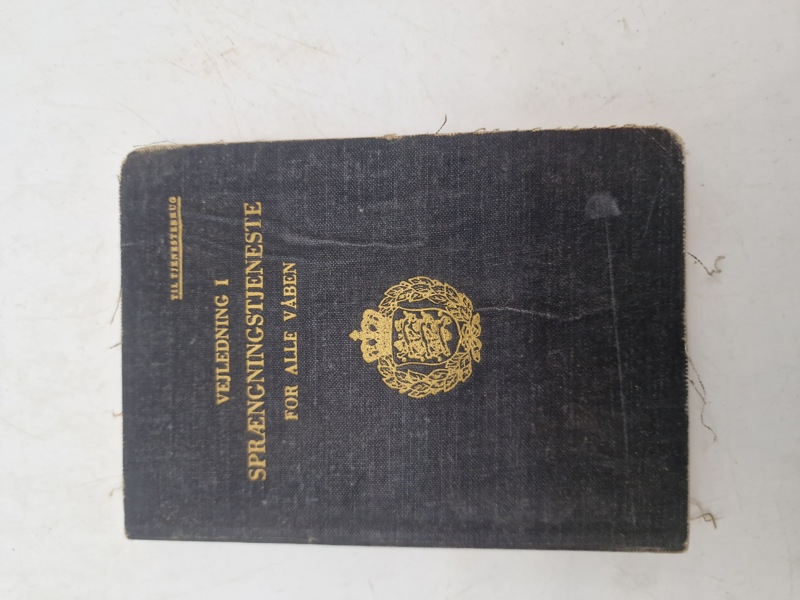 TIL TJENESTEBRUG
VEJLEDNING I
SPRÆNGNINGSTJENESTE
FOR ALLE VÅBEN